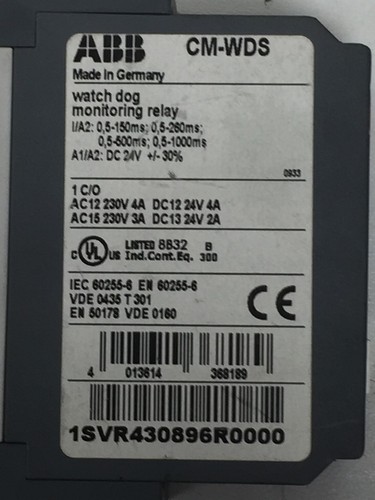 ABB CM-WDS
Made In Germany
watch dog
monitoring relay
I/A2: 0,5-150ms; 0,5-260ms;
0,5-500ms; 0,5-1000ms
A1/A2: DC 24V +/- 30%
0933
1 C/O
AC12 230V 4A DC12 24V 4A
AC15 230V 3A DC13 24V 2A
C UL US LISTED 8B32 B
Ind.Cont.Eq. 300
IEC 60255-6 EN 60255-6
VDE 0435 T 301
EN 50178 VDE 0160
CE
4 013614 368189
1SVR430896R0000